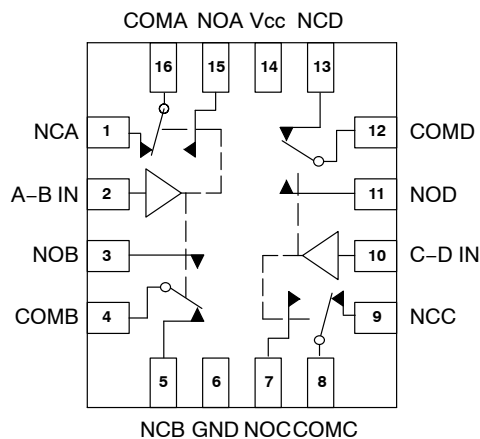 COMA NOA Vcc NCD
16 15 14 13
NCA 1 12 COMD
A−B IN 2 11 NOD
NOB 3 10 C−D IN
COMB 4 9 NCC
5 6 7 8
NCB GND NOC COMC